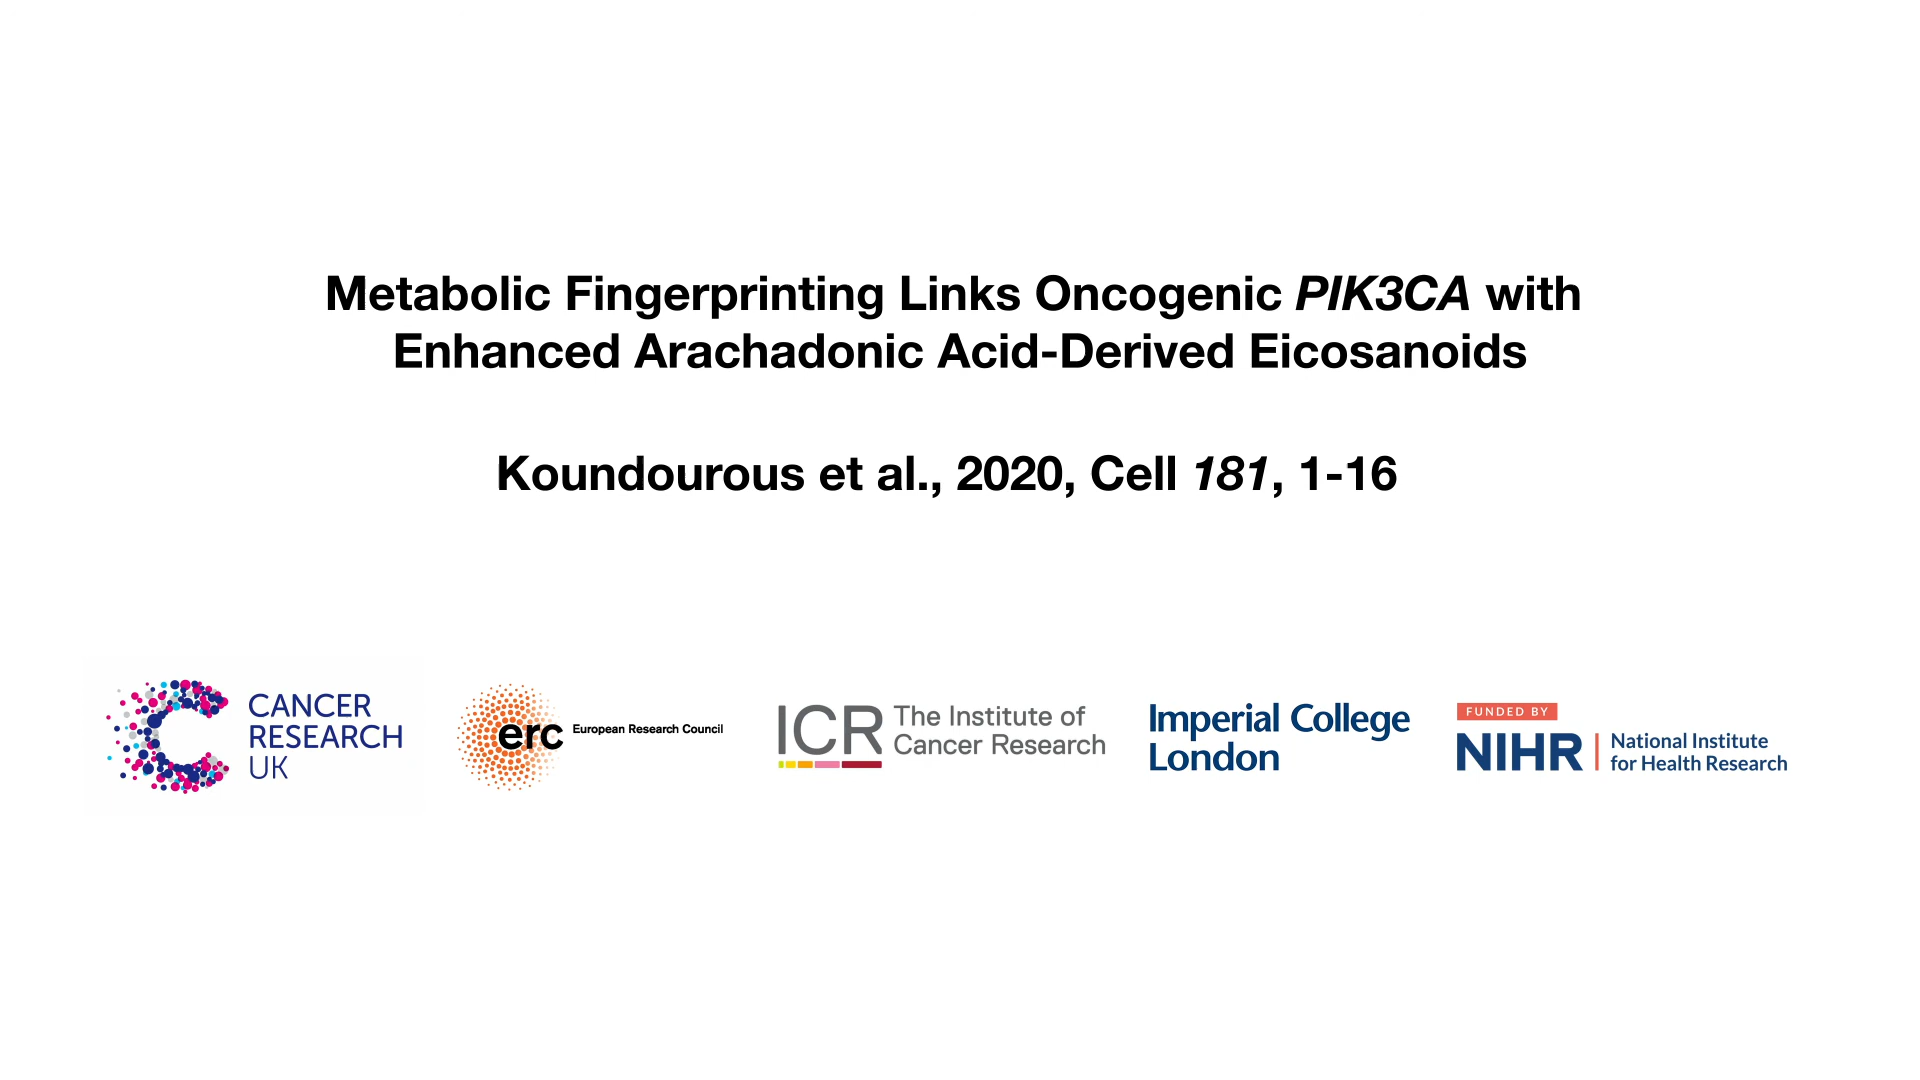 Metabolic Fingerprinting Links Oncogenic PIK3CA with
Enhanced Arachadonic Acid-Derived Eicosanoids
Koundourous et al., 2020, Cell 181, 1-16
CANCER
RESEARCH
UK
erc European Research Council
ICR The Institute of
Cancer Research
Imperial College
London
FUNDED BY
NIHR National Institute
for Health Research